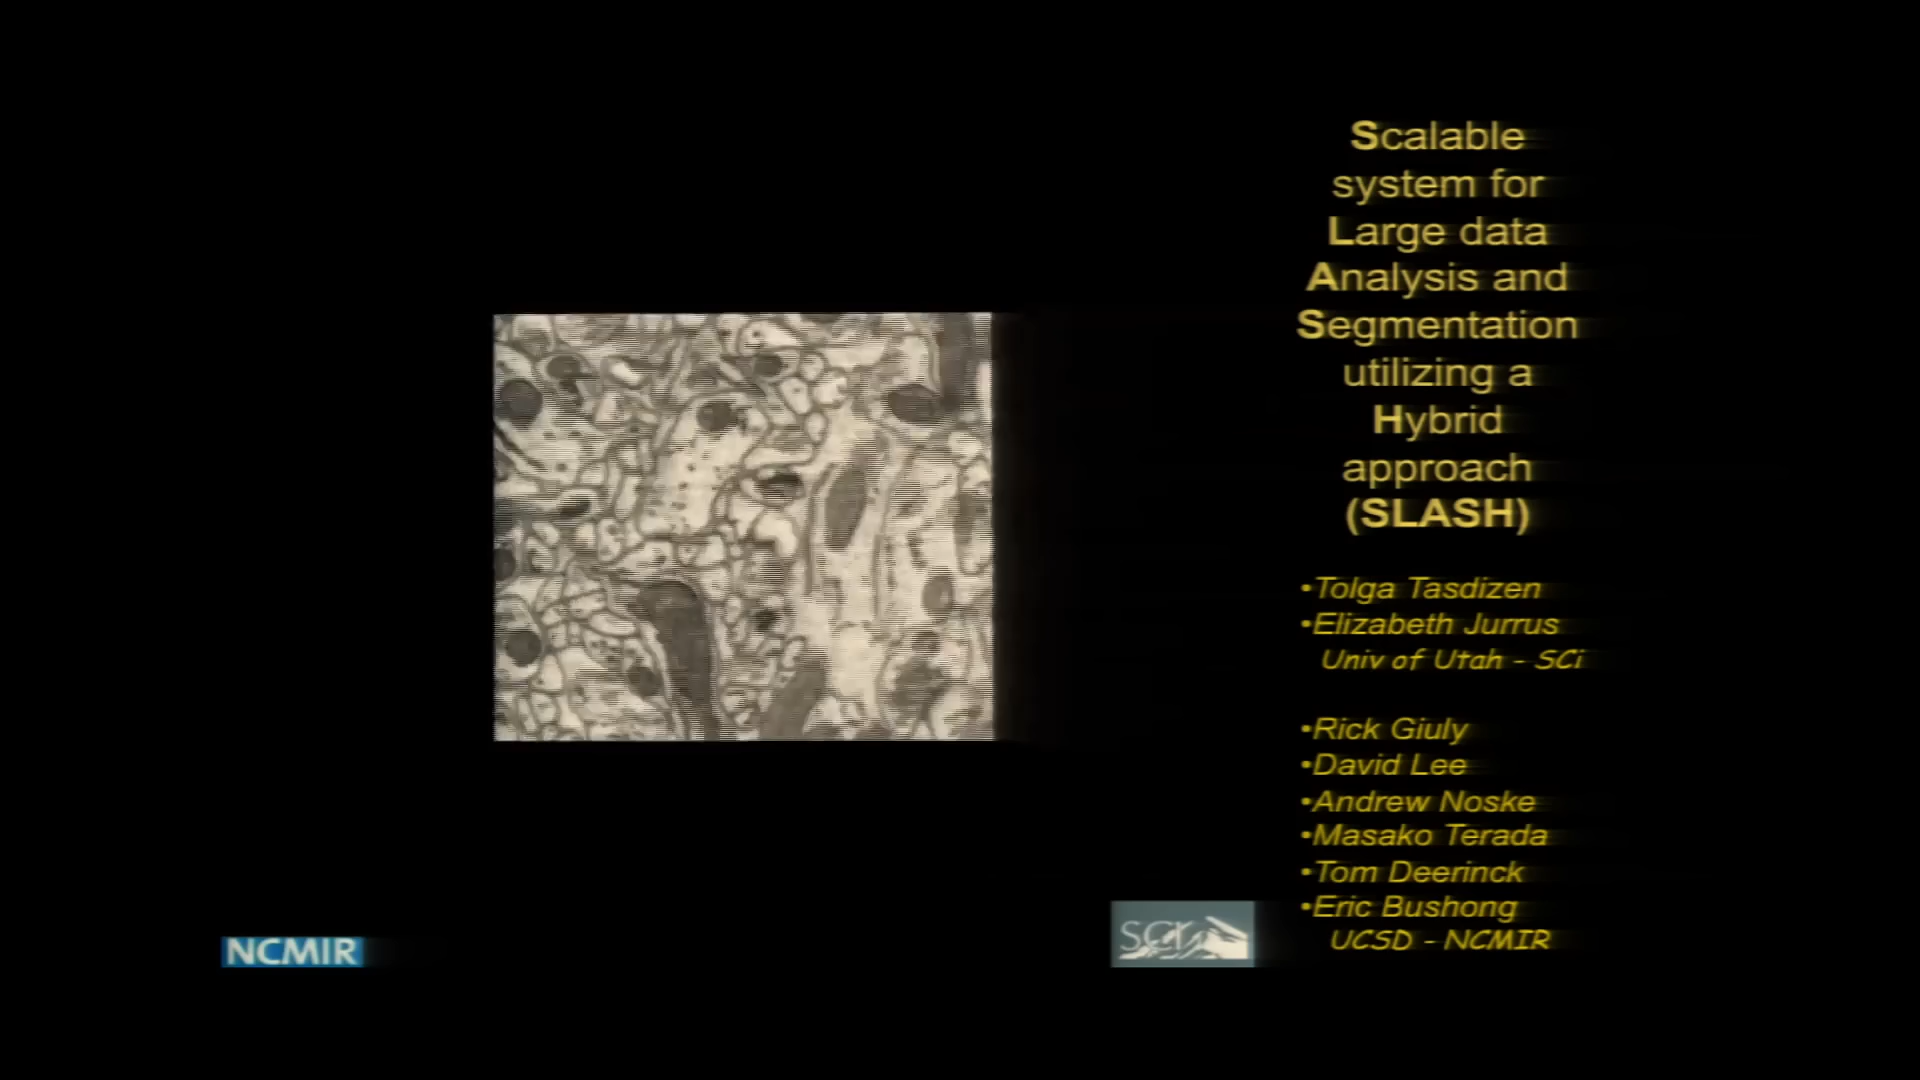 Scalable
system for
Large data
Analysis and
Segmentation
utilizing a
Hybrid
approach
(SLASH)
•Tolga Tasdizen
•Elizabeth Jurrus
Univ of Utah - SCi
•Rick Giuly
•David Lee
•Andrew Noske
•Masako Terada
•Tom Deerinck
•Eric Bushong
UCSD - NCMIR
NCMIR
SCI